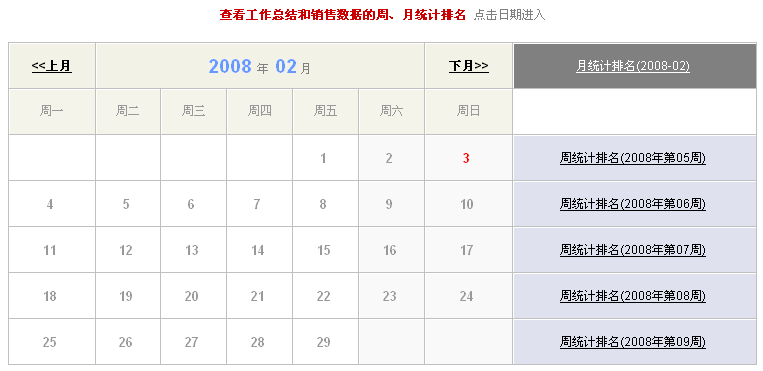 查看工作总结和销售数据的周、月统计排名 点击日期进入
<<上月 2008 年 02 月 下月>> 月统计排名(2008-02)
周一 周二 周三 周四 周五 周六 周日
1 2 3 周统计排名(2008年第05周)
4 5 6 7 8 9 10 周统计排名(2008年第06周)
11 12 13 14 15 16 17 周统计排名(2008年第07周)
18 19 20 21 22 23 24 周统计排名(2008年第08周)
25 26 27 28 29 周统计排名(2008年第09周)